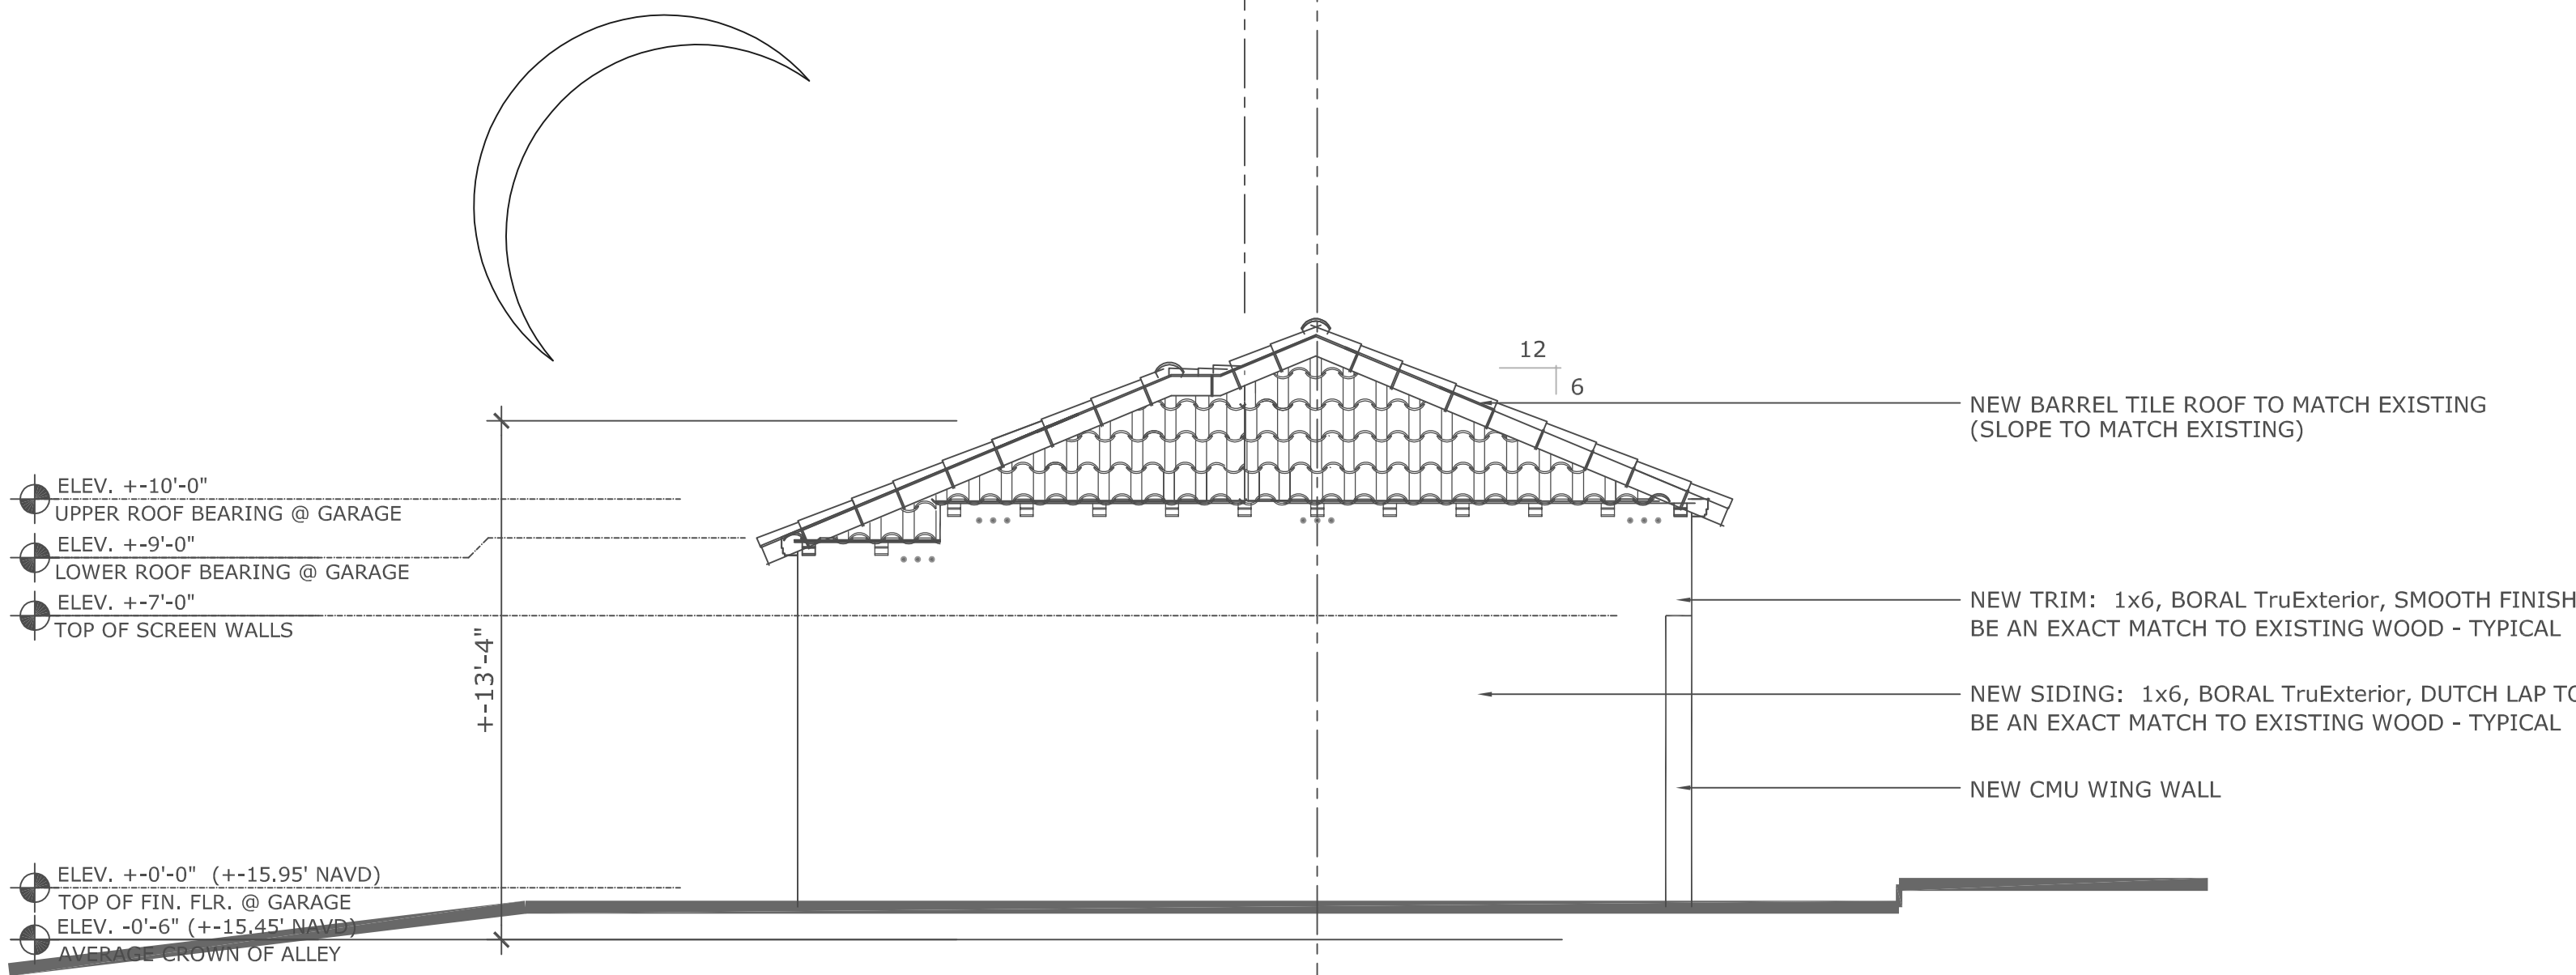 12
6
NEW BARREL TILE ROOF TO MATCH EXISTING
(SLOPE TO MATCH EXISTING)
ELEV. +-10'-0"
UPPER ROOF BEARING @ GARAGE
ELEV. +-9'-0"
LOWER ROOF BEARING @ GARAGE
ELEV. +-7'-0"
TOP OF SCREEN WALLS
+-13'-4"
NEW TRIM: 1x6, BORAL TruExterior, SMOOTH FINISH
BE AN EXACT MATCH TO EXISTING WOOD - TYPICAL
NEW SIDING: 1x6, BORAL TruExterior, DUTCH LAP TO
BE AN EXACT MATCH TO EXISTING WOOD - TYPICAL
NEW CMU WING WALL
ELEV. +-0'-0" (+-15.95' NAVD)
TOP OF FIN. FLR. @ GARAGE
ELEV. -0'-6" (+-15.45' NAVD)
AVERAGE CROWN OF ALLEY